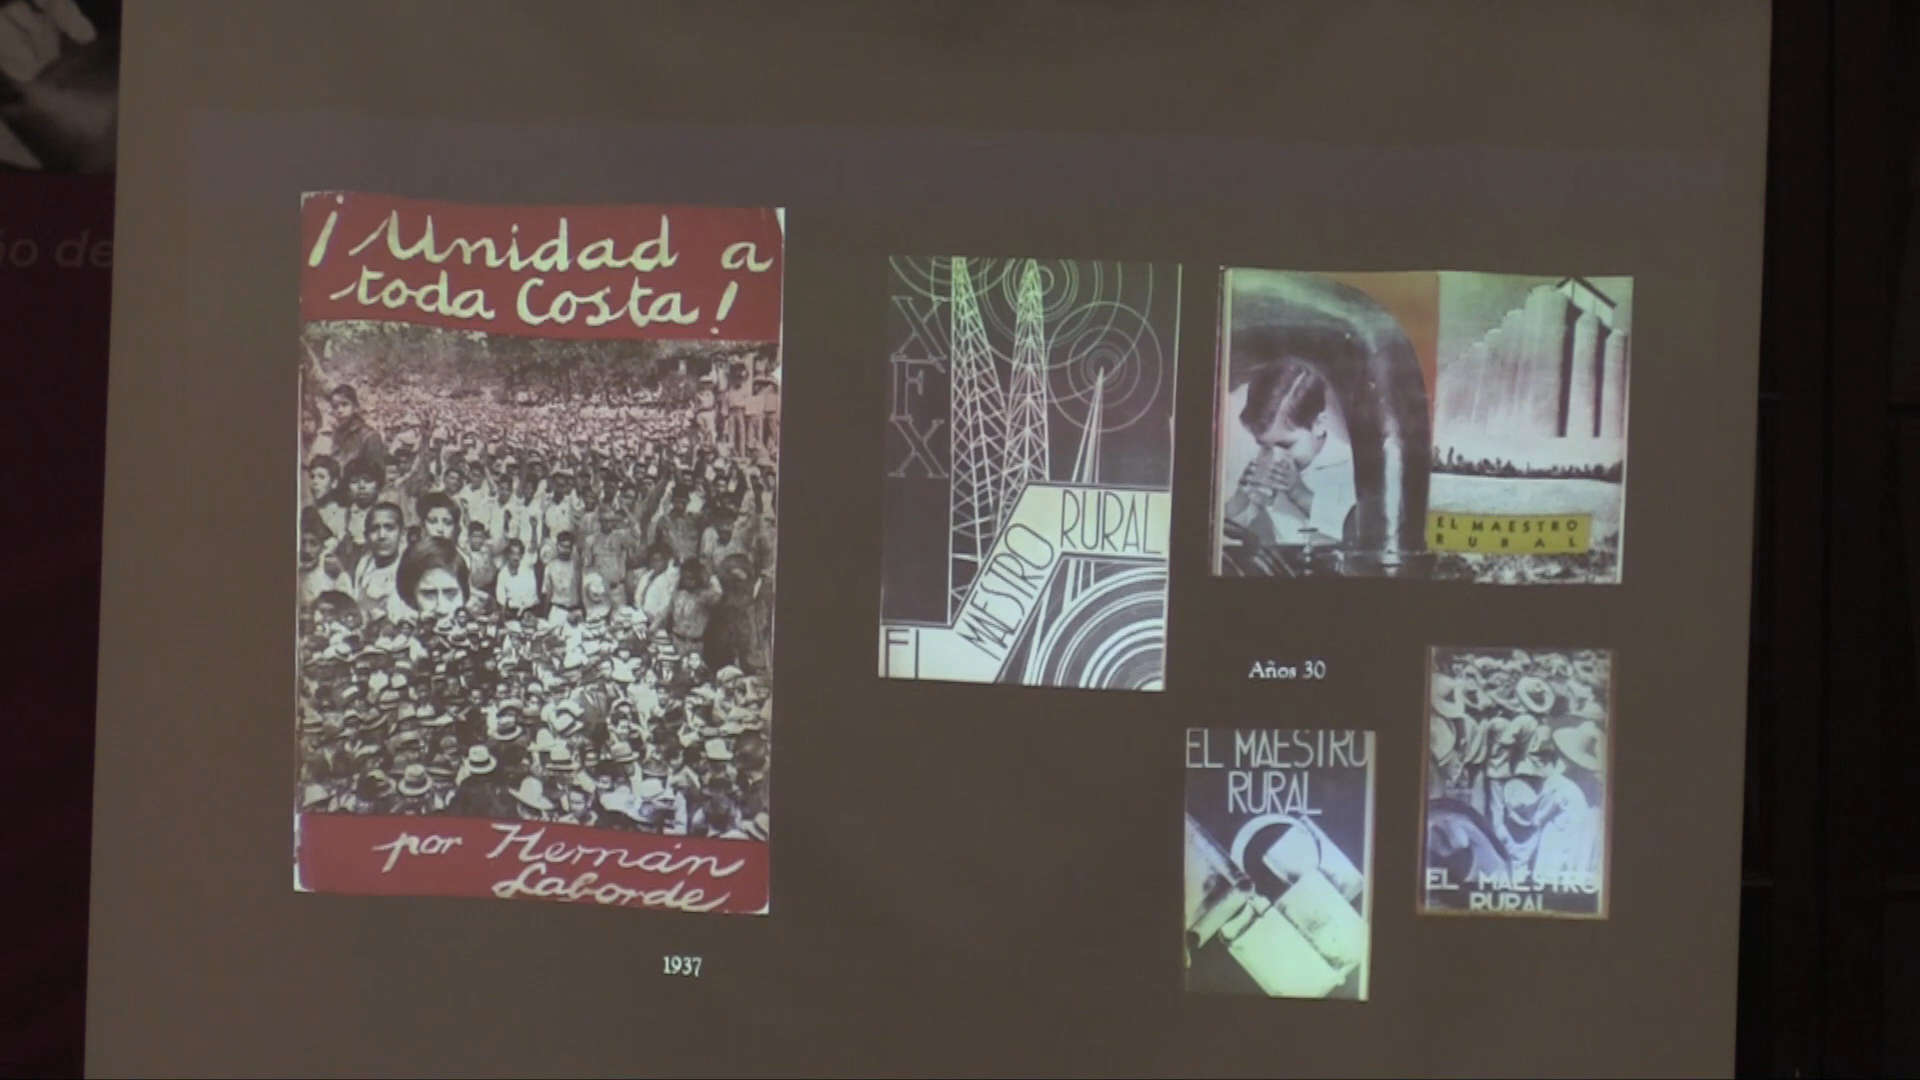 ¡Unidad a
toda Costa!
por Hernán
Laborde
1937
XFX
EL
MAESTRO
RURAL
EL MAESTRO
RURAL
Años 30
EL MAESTRO
RURAL
EL MAESTRO
RURAL